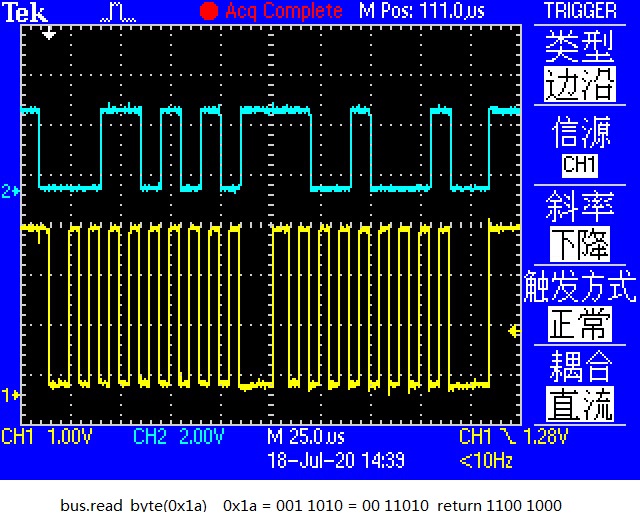 Tek Acq Complete M Pos: 111.0µs TRIGGER
类型
边沿
信源
CH1
斜率
下降
触发方式
正常
耦合
直流
2
1
CH1 1.00V CH2 2.00V M 25.0µs CH1 1.28V
18-Jul-20 14:39 <10Hz
bus.read_byte(0x1a) 0x1a = 001 1010 = 00 11010 return 1100 1000